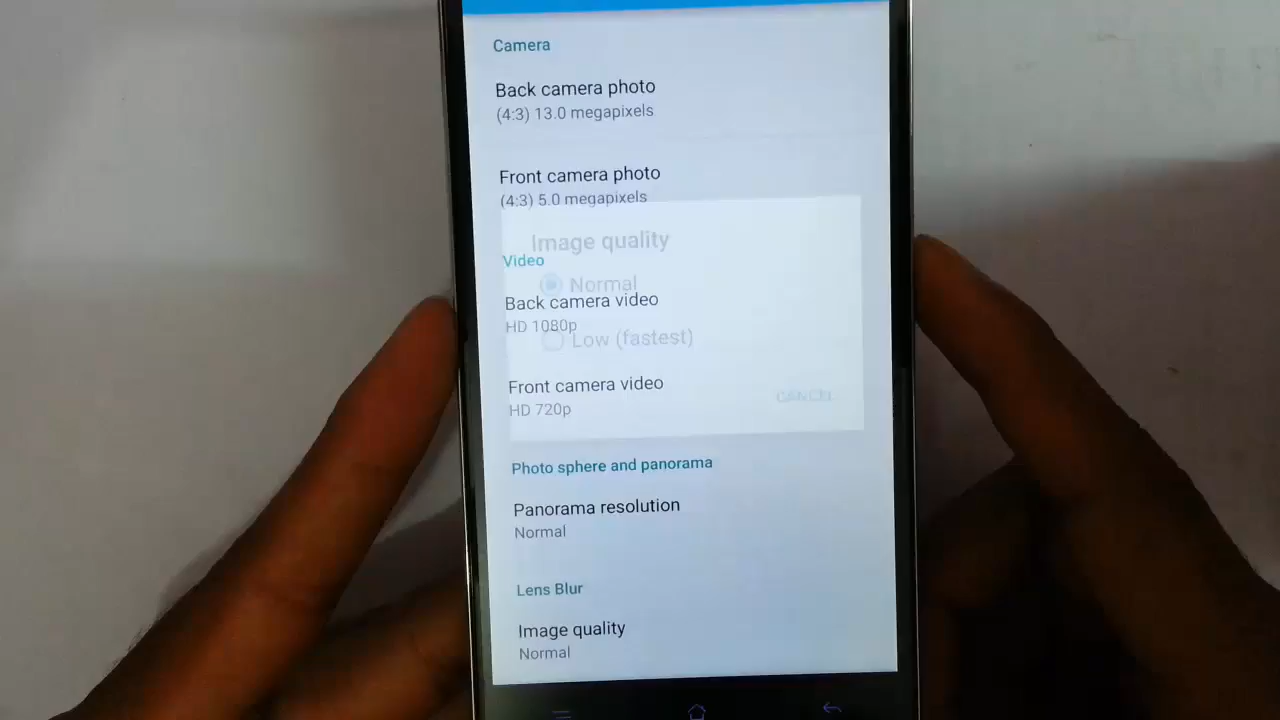 Camera
Back camera photo
(4:3) 13.0 megapixels
Front camera photo
(4:3) 5.0 megapixels
Image quality
Video
Normal
Back camera video
HD 1080p
Low (fastest)
Front camera video
CANCEL
HD 720p
Photo sphere and panorama
Panorama resolution
Normal
Lens Blur
Image quality
Normal